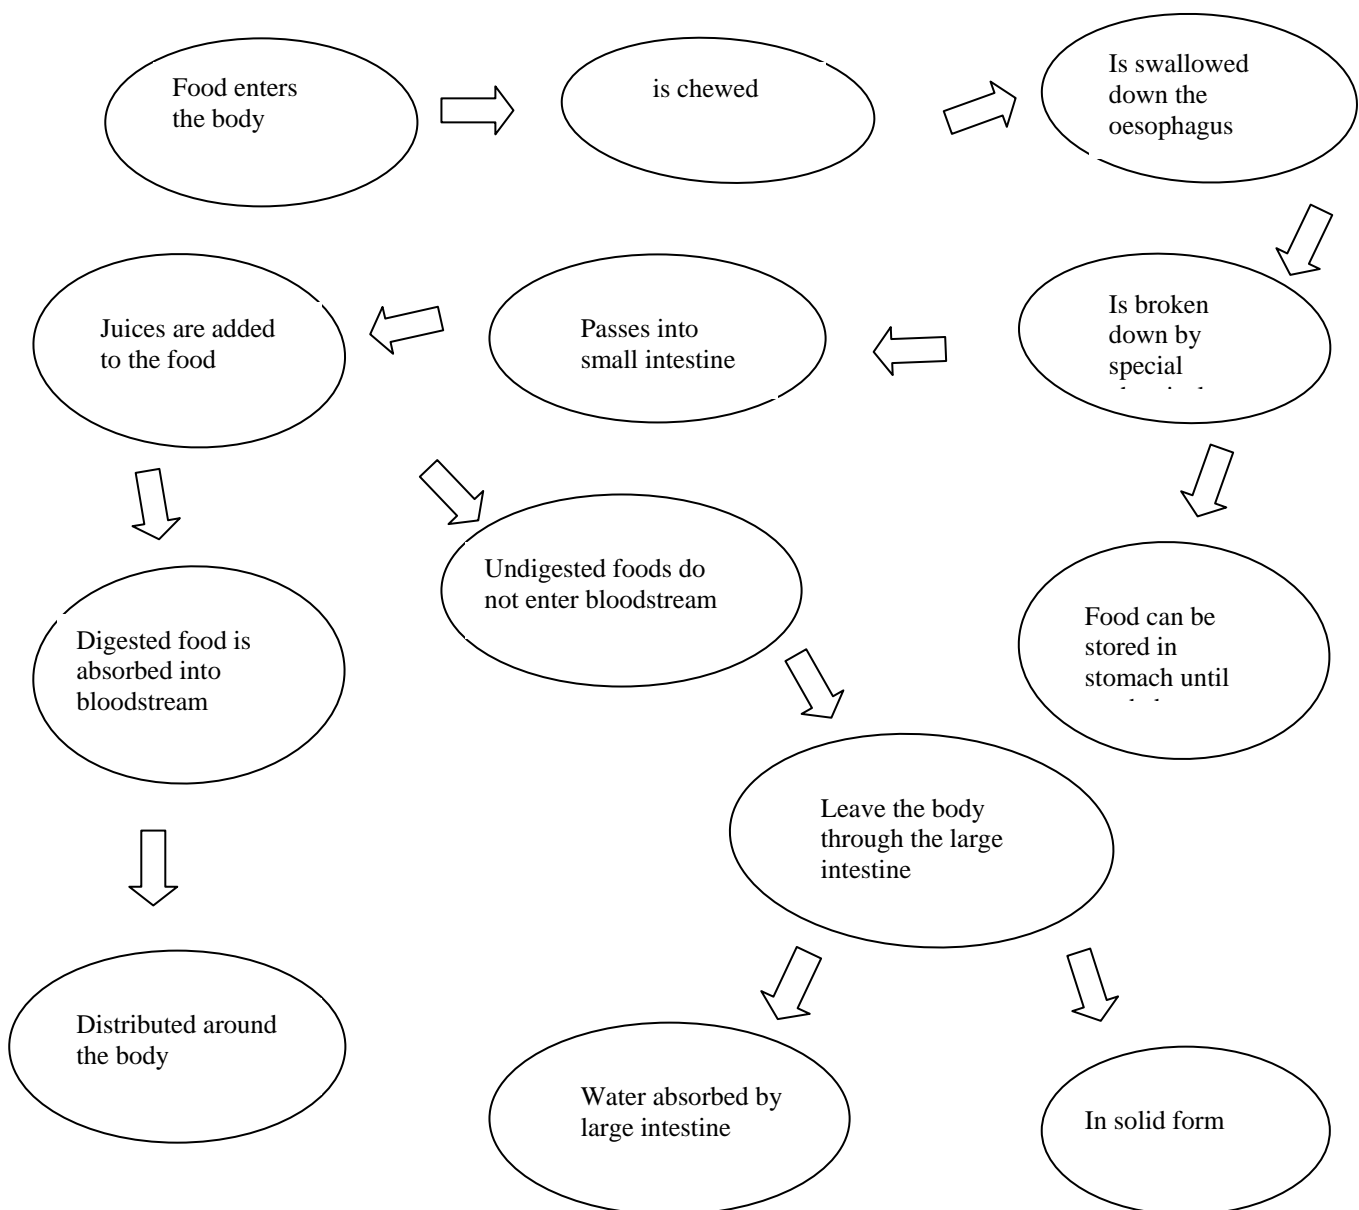 Food enters
the body
is chewed
Is swallowed
down the
oesophagus
Is broken
down by
special
Passes into
small intestine
Juices are added
to the food
Undigested foods do
not enter bloodstream
Digested food is
absorbed into
bloodstream
Food can be
stored in
stomach until
Leave the body
through the large
intestine
Distributed around
the body
Water absorbed by
large intestine
In solid form